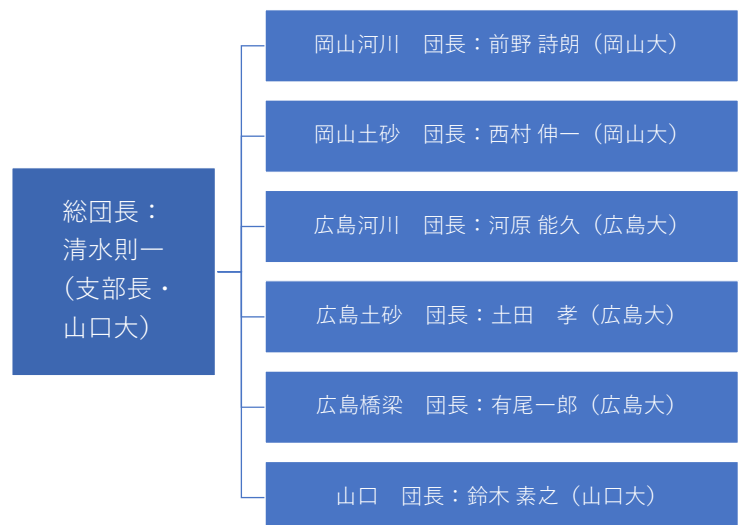 総団長：
清水則一
(支部長・
山口大)
岡山河川　団長：前野 詩朗（岡山大）
岡山土砂　団長：西村 伸一（岡山大）
広島河川　団長：河原 能久（広島大）
広島土砂　団長：土田　孝（広島大）
広島橋梁　団長：有尾一郎（広島大）
山口　団長：鈴木 素之（山口大）